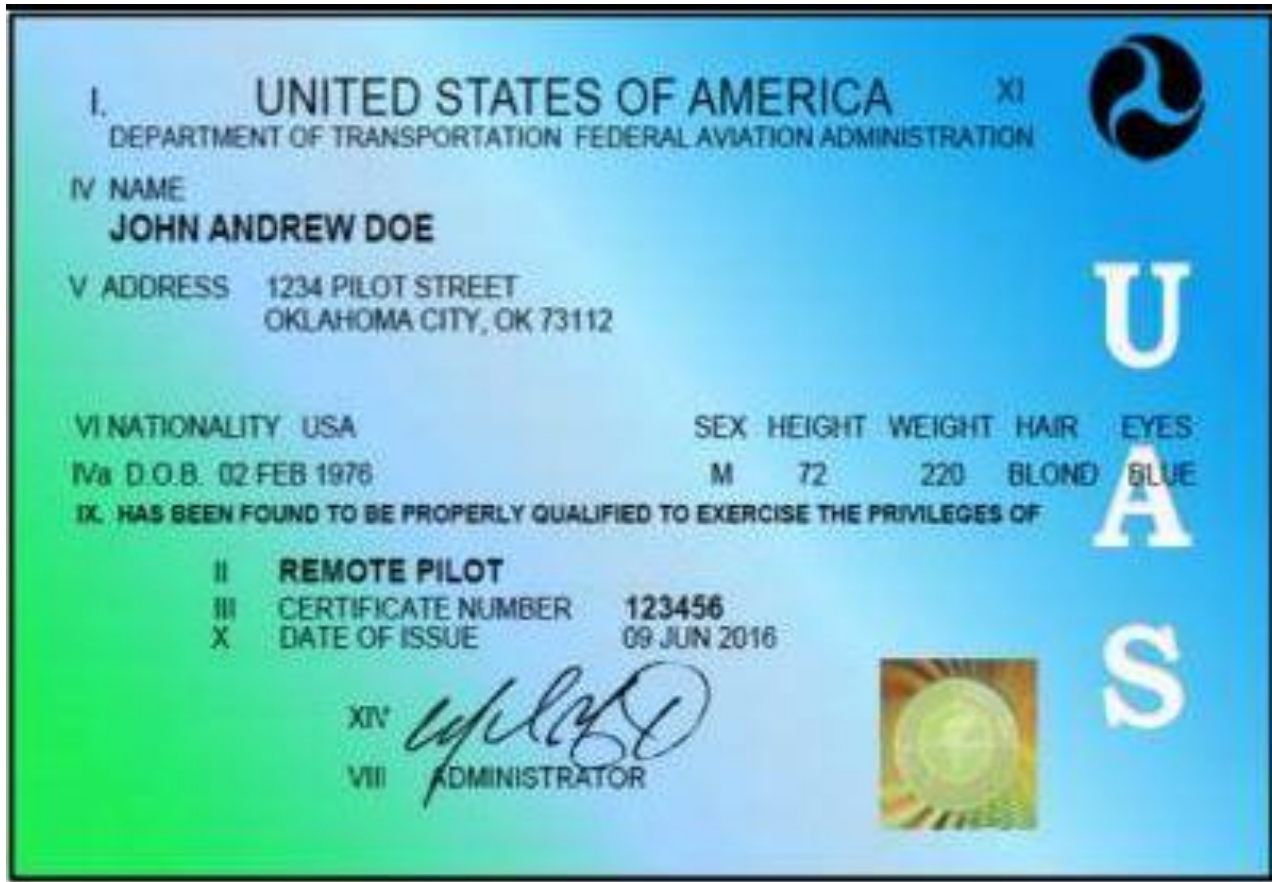 I. UNITED STATES OF AMERICA XI
DEPARTMENT OF TRANSPORTATION FEDERAL AVIATION ADMINISTRATION
IV NAME
JOHN ANDREW DOE
V ADDRESS 1234 PILOT STREET
OKLAHOMA CITY, OK 73112
VI NATIONALITY USA SEX HEIGHT WEIGHT HAIR EYES
IVa D.O.B. 02 FEB 1976 M 72 220 BLOND BLUE
IX. HAS BEEN FOUND TO BE PROPERLY QUALIFIED TO EXERCISE THE PRIVILEGES OF
II REMOTE PILOT
III CERTIFICATE NUMBER 123456
X DATE OF ISSUE 09 JUN 2016
XIV
VIII ADMINISTRATOR
U
A
S